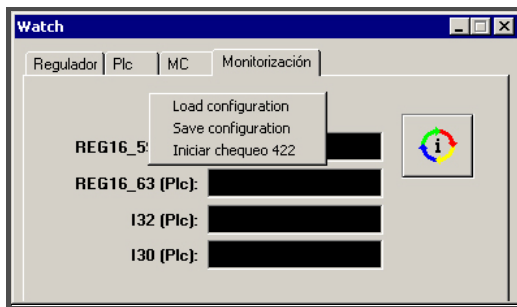 Watch
Regulador Plc MC Monitorización
Load configuration
Save configuration
Iniciar chequeo 422
REG16_63 (Plc):
I32 (Plc):
I30 (Plc):
i